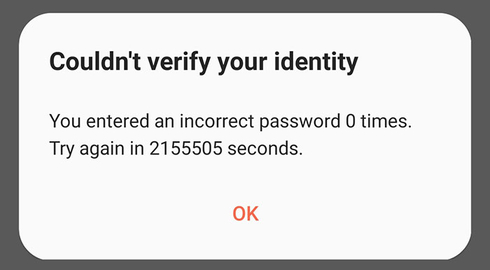 Couldn't verify your identity
You entered an incorrect password 0 times.
Try again in 2155505 seconds.
OK